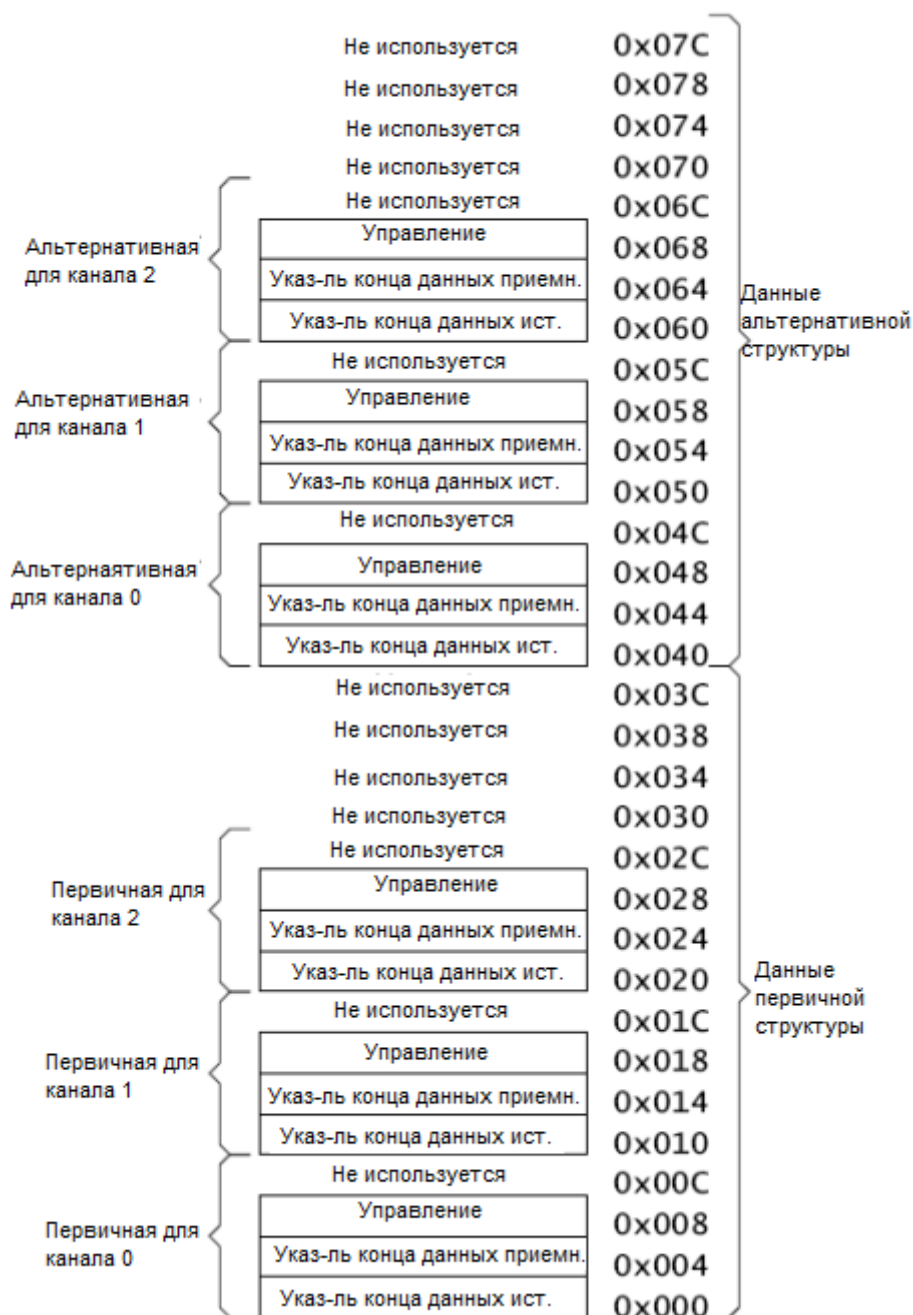 Не используется 0x07C
Не используется 0x078
Не используется 0x074
Не используется 0x070
Не используется 0x06C
Управление 0x068
Альтернативная
для канала 2
Указ-ль конца данных приемн. 0x064
Указ-ль конца данных ист. 0x060
Данные
альтернативной
структуры
Не используется 0x05C
Управление 0x058
Альтернативная
для канала 1
Указ-ль конца данных приемн. 0x054
Указ-ль конца данных ист. 0x050
Не используется 0x04C
Управление 0x048
Альтернаятивная
для канала 0
Указ-ль конца данных приемн. 0x044
Указ-ль конца данных ист. 0x040
Не используется 0x03C
Не используется 0x038
Не используется 0x034
Не используется 0x030
Не используется 0x02C
Управление 0x028
Первичная для
канала 2
Указ-ль конца данных приемн. 0x024
Указ-ль конца данных ист. 0x020
Данные
первичной
структуры
Не используется 0x01C
Управление 0x018
Первичная для
канала 1
Указ-ль конца данных приемн. 0x014
Указ-ль конца данных ист. 0x010
Не используется 0x00C
Управление 0x008
Первичная для
канала 0
Указ-ль конца данных приемн. 0x004
Указ-ль конца данных ист. 0x000